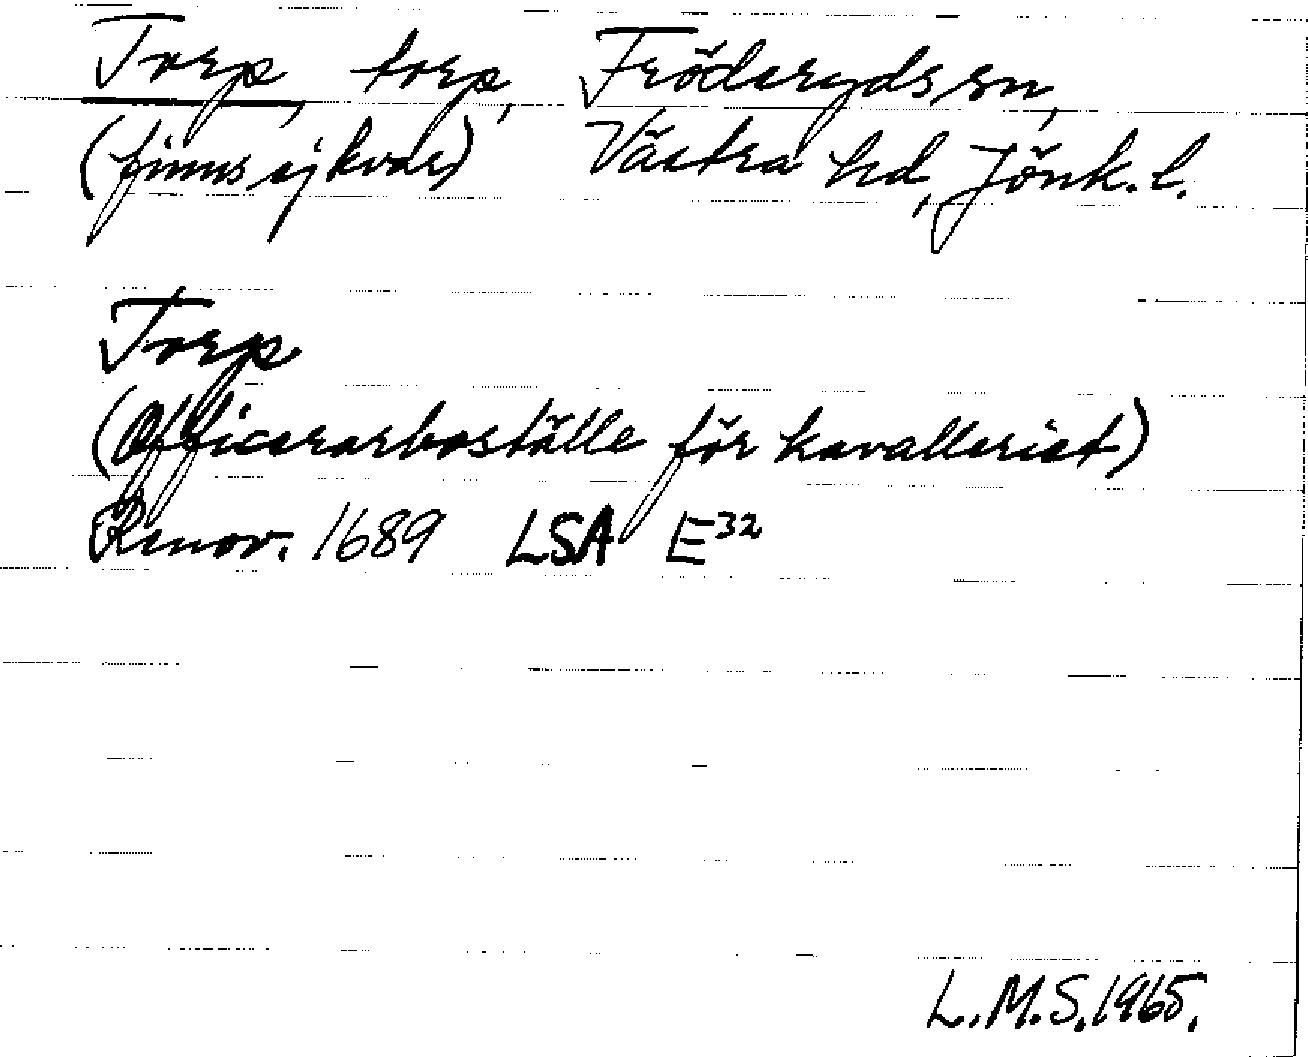 Torp, torp, Fröderyds sn,
(finns ej kvar) Västra hd, Jönk. l.
Torp
(Officerarboställe för kavalleriet)
Renov. 1689 LSA E³²
L.M.S. 1965.